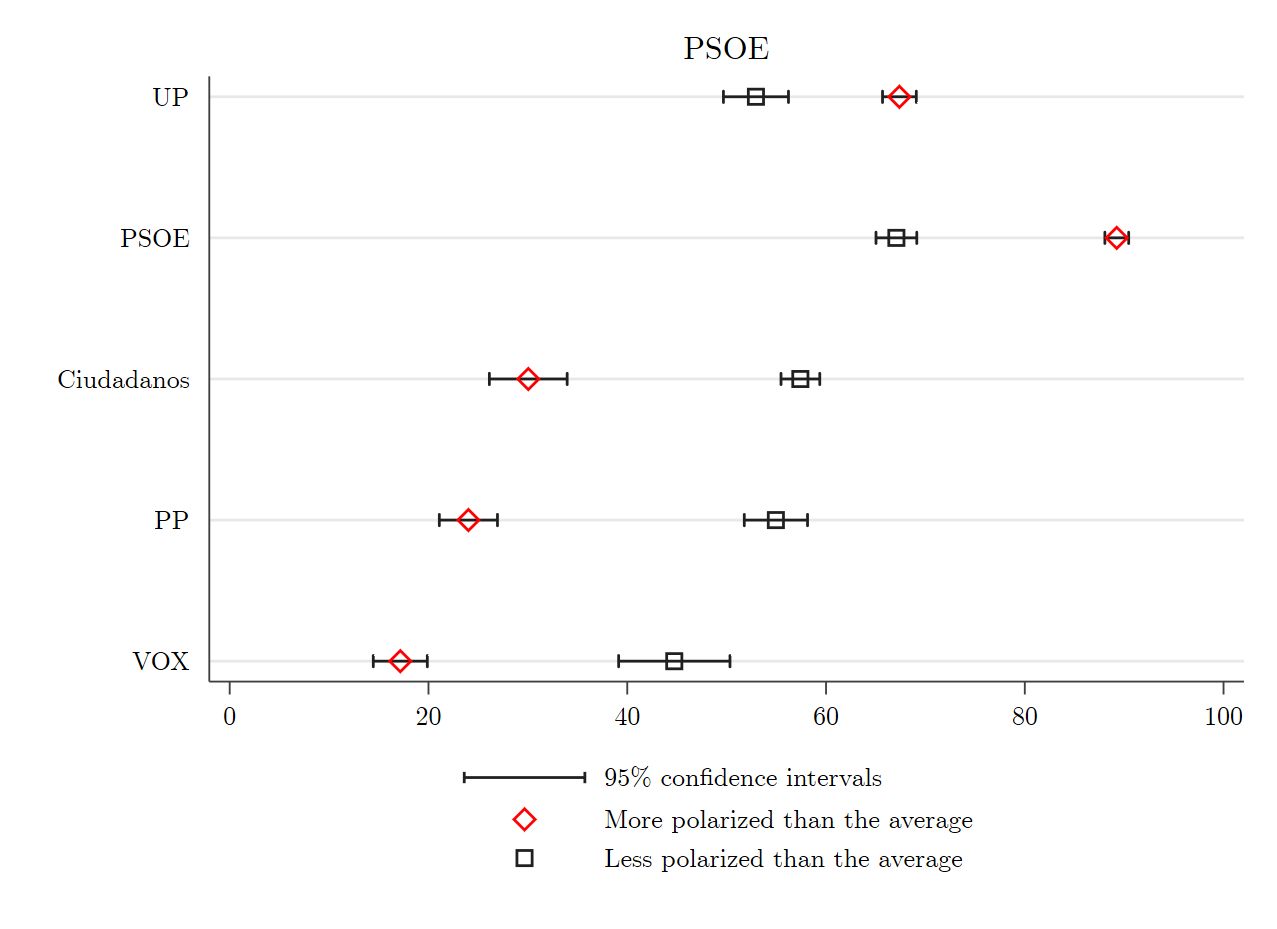 PSOE
UP
PSOE
Ciudadanos
PP
VOX
0 20 40 60 80 100
95% confidence intervals
More polarized than the average
Less polarized than the average